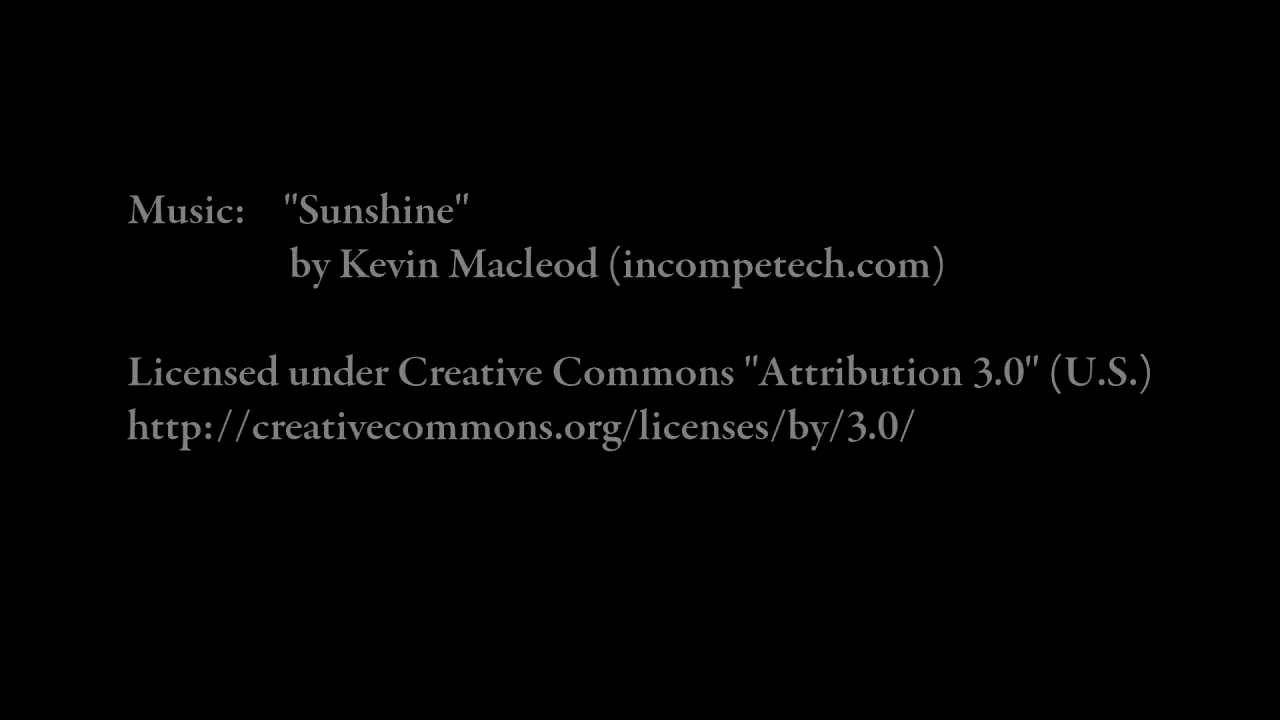 Music: "Sunshine"
by Kevin Macleod (incompetech.com)
Licensed under Creative Commons "Attribution 3.0" (U.S.)
http://creativecommons.org/licenses/by/3.0/